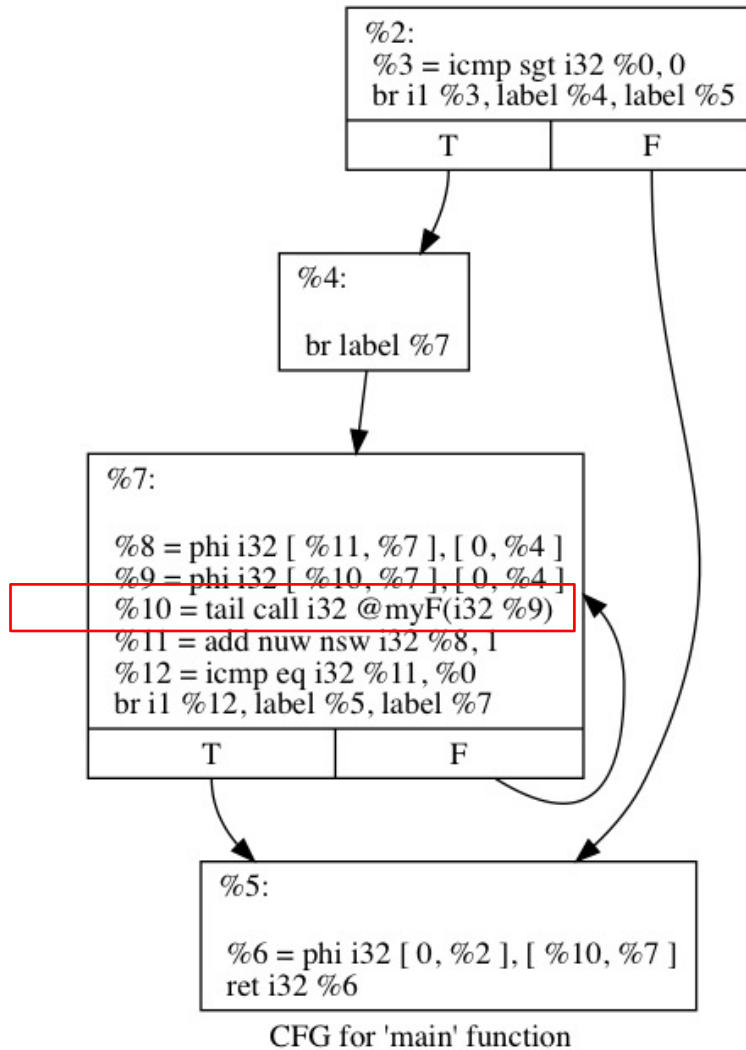 %2:
%3 = icmp sgt i32 %0, 0
br i1 %3, label %4, label %5
T
F
%4:
br label %7
%7:
%8 = phi i32 [ %11, %7 ], [ 0, %4 ]
%9 = phi i32 [ %10, %7 ], [ 0, %4 ]
%10 = tail call i32 @myF(i32 %9)
%11 = add nuw nsw i32 %8, 1
%12 = icmp eq i32 %11, %0
br i1 %12, label %5, label %7
T
F
%5:
%6 = phi i32 [ 0, %2 ], [ %10, %7 ]
ret i32 %6
CFG for 'main' function